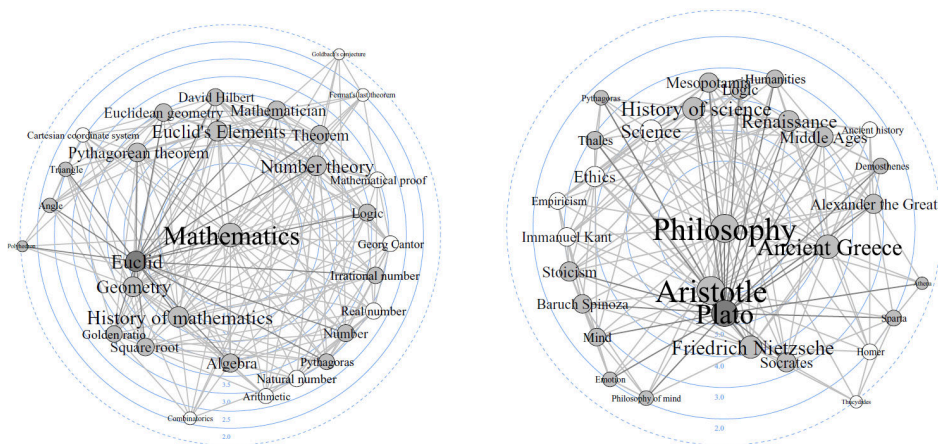 Goldbach's conjecture
Fermat's last theorem
David Hilbert
Euclidean geometry
Mathematician
Cartesian coordinate system
Euclid's Elements
Theorem
Pythagorean theorem
Number theory
Triangle
Mathematical proof
Angle
Logic
Mathematics
Polyhedron
Georg Cantor
Euclid
Irrational number
Geometry
Real number
History of mathematics
Golden ratio
Number
Square root
Algebra
Pythagoras
Natural number
3.5
Arithmetic
3.0
Combinatorics
2.5
2.0
Mesopotamia
Humanities
Logic
Pythagoras
History of science
Renaissance
Science
Ancient history
Thales
Middle Ages
Demosthenes
Ethics
Empiricism
Alexander the Great
Philosophy
Immanuel Kant
Ancient Greece
Stoicism
Athena
Aristotle
Baruch Spinoza
Plato
Sparta
Mind
Friedrich Nietzsche
Homer
Socrates
4.0
Emotion
Philosophy of mind
3.0
Thucydides
2.0